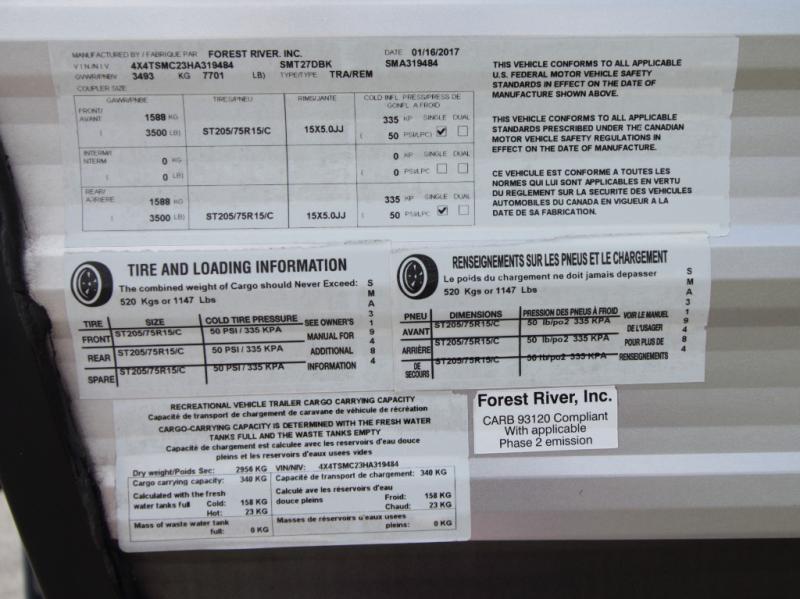 MANUFACTURED BY / FABRIQUE PAR FOREST RIVER, INC. DATE 01/16/2017
V I N./N I V. 4X4TSMC23HA319484 SMT27DBK SMA319484
GVWR/PNBV 3493 KG 7701 LB) TYPE/TYPE TRA/REM
COUPLER SIZE
GAWR/PNBE TIRES/PNEU RIMS/JANTE COLD INFL PRESS/PRESS DE GONFL A FROID
FRONT/ AVANT 1588 KG 335 KP SINGLE DUAL
( 3500 LB) ST205/75R15/C 15X5.0JJ ( 50 PSI/LPC)
INTERM/ NTERM 0 KG 0 KP SINGLE DUAL
( 0 LB) ( 0 PSI/LPC
REAR/ ARRIERE 1588 KG 335 KP SINGLE DUAL
( 3500 LB) ST205/75R15/C 15X5.0JJ ( 50 PSI/LPC
THIS VEHICLE CONFORMS TO ALL APPLICABLE
U.S. FEDERAL MOTOR VEHICLE SAFETY
STANDARDS IN EFFECT ON THE DATE OF
MANUFACTURE SHOWN ABOVE.
THIS VEHICLE CONFORMS TO ALL APPLICABLE
STANDARDS PRESCRIBED UNDER THE CANADIAN
MOTOR VEHICLE SAFETY REGULATIONS IN
EFFECT ON THE DATE OF MANUFACTURE.
CE VEHICULE EST CONFORME A TOUTES LES
NORMES QUI LUI SONT APPLICABLES EN VERTU
DU REGLEMENT SUR LA SECURITE DES VEHICULES
AUTOMOBILES DU CANADA EN VIGUEUR A LA
DATE DE SA FABRICATION.
TIRE AND LOADING INFORMATION
The combined weight of Cargo should Never Exceed:
520 Kgs or 1147 Lbs
TIRE SIZE COLD TIRE PRESSURE SEE OWNER'S
FRONT ST205/75R15/C 50 PSI / 335 KPA MANUAL FOR
REAR ST205/75R15/C 50 PSI / 335 KPA ADDITIONAL
SPARE ST205/75R15/C 50 PSI / 335 KPA INFORMATION
SMA319484
RENSEIGNEMENTS SUR LES PNEUS ET LE CHARGEMENT
Le poids du chargement ne doit jamais depasser
520 Kgs or 1147 Lbs
PNEU DIMENSIONS PRESSION DES PNEUS À FROID VOIR LE MANUEL
AVANT ST205/75R15/C 50 lb/po2 335 KPA DE L'USAGER
ARRIÈRE ST205/75R15/C 50 lb/po2 335 KPA POUR PLUS DE
DE SECOURS ST205/75R15/C 50 lb/po2 335 KPA RENSEIGNEMENTS
SMA319484
RECREATIONAL VEHICLE TRAILER CARGO CARRYING CAPACITY
Capacité de transport de chargement de caravane de véhicule de récréation
CARGO-CARRYING CAPACITY IS DETERMINED WITH THE FRESH WATER
TANKS FULL AND THE WASTE TANKS EMPTY
Capacité de chargement est calculee avec les reservoirs d'eau douce
pleins et les reservoirs d'eaux usees vides
Dry weight/Poids Sec: 2956 KG VIN/NIV: 4X4TSMC23HA319484
Cargo carrying capacity: 340 KG Capacité de transport de chargement: 340 KG
Calculated with the fresh Calculé ave les réservoirs d'eau
water tanks full Cold: 158 KG douce pleins Froid: 158 KG
Hot: 23 KG Chaud: 23 KG
Mass of waste water tank full: 0 KG Masses de réservoirs u eaux usees pleins: 0 KG
Forest River, Inc.
CARB 93120 Compliant
With applicable
Phase 2 emission